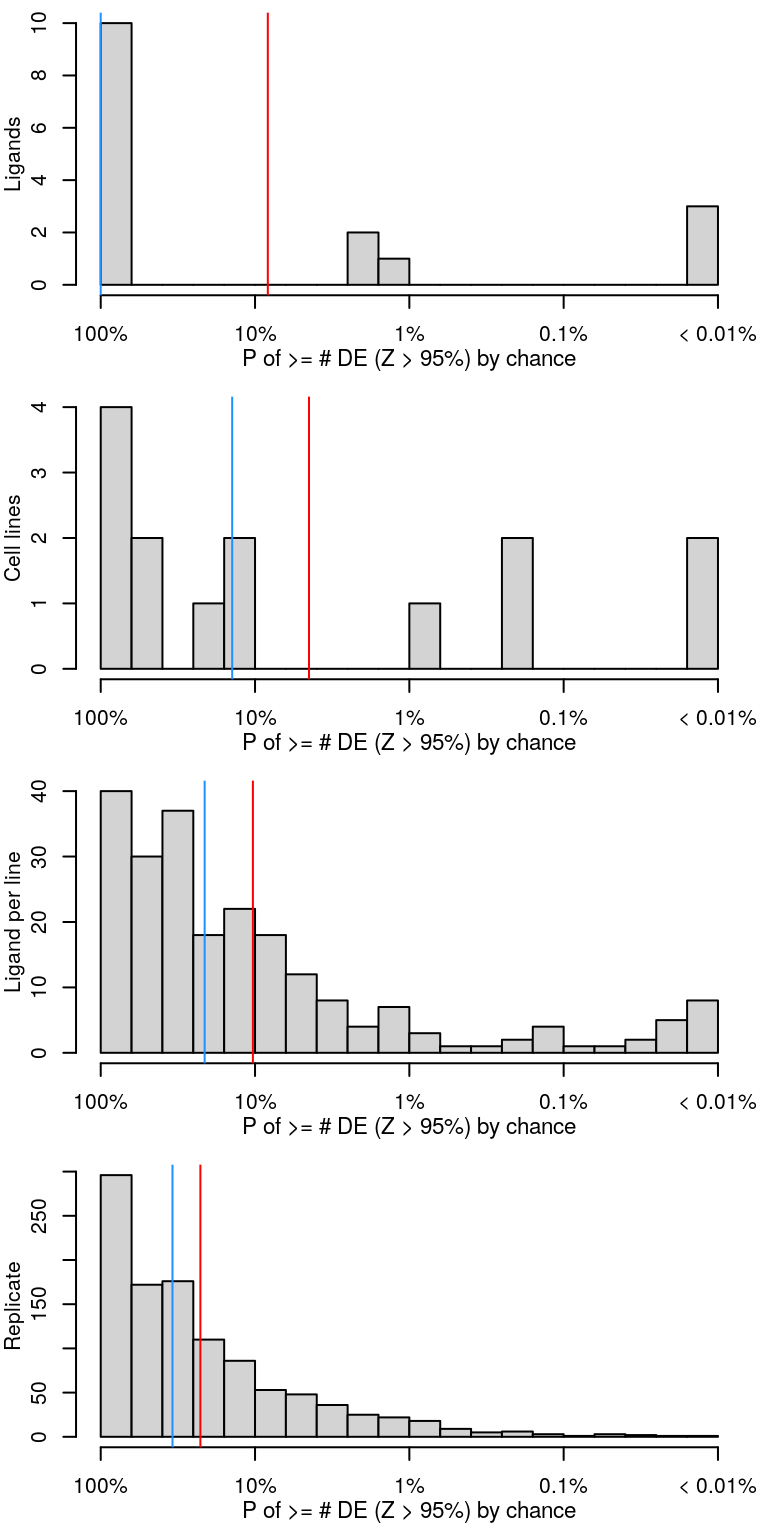 Ligands
10
8
6
4
2
0
100% 10% 1% 0.1% < 0.01%
P of >= # DE (Z > 95%) by chance
Cell lines
4
3
2
1
0
100% 10% 1% 0.1% < 0.01%
P of >= # DE (Z > 95%) by chance
Ligand per line
40
30
20
10
0
100% 10% 1% 0.1% < 0.01%
P of >= # DE (Z > 95%) by chance
Replicate
250
150
50
0
100% 10% 1% 0.1% < 0.01%
P of >= # DE (Z > 95%) by chance